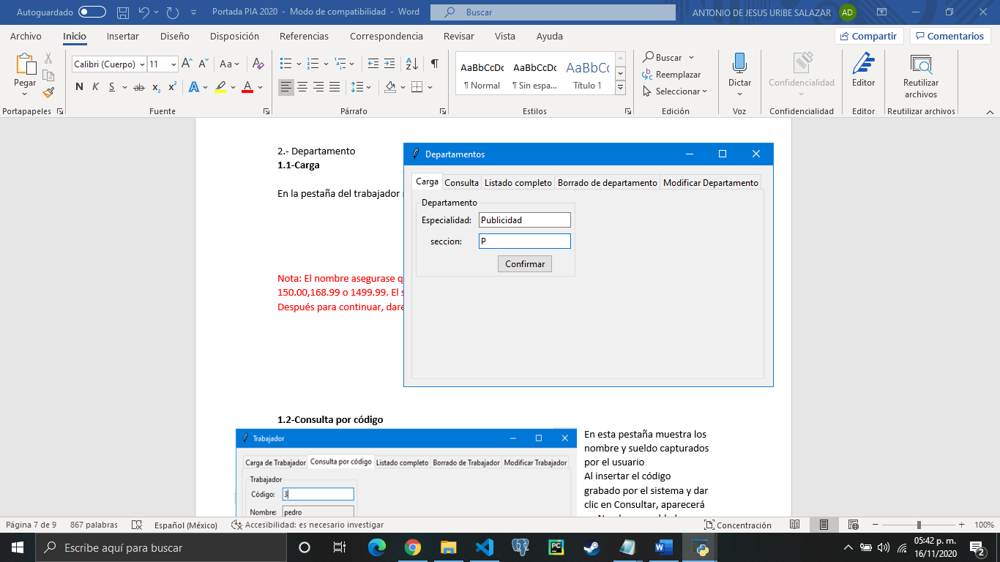 Autoguardado
Portada PIA 2020 - Modo de compatibilidad - Word
Buscar
ANTONIO DE JESUS URIBE SALAZAR
AD
Archivo
Inicio
Insertar
Diseño
Disposición
Referencias
Correspondencia
Revisar
Vista
Ayuda
Compartir
Comentarios
Pegar
Portapapeles
Calibri (Cuerpo)
11
A A Aa A
N K S ab x₂ x² A A
Fuente
Párrafo
AaBbCcDc AaBbCcDc AaBbCc
¶ Normal
¶ Sin espa...
Título 1
Estilos
Buscar
Reemplazar
Seleccionar
Edición
Dictar
Voz
Confidencialidad
Confidencialidad
Editor
Editor
Reutilizar
archivos
Reutilizar archivos
2.- Departamento
1.1-Carga
En la pestaña del trabajador
Nota: El nombre asegurase q
150.00,168.99 o 1499.99. El s
Después para continuar, dare
Departamentos
Carga
Consulta
Listado completo
Borrado de departamento
Modificar Departamento
Departamento
Especialidad:
Publicidad
seccion:
P
Confirmar
1.2-Consulta por código
Trabajador
Carga de Trabajador
Consulta por código
Listado completo
Borrado de Trabajador
Modificar Trabajador
Trabajador
Código:
3
Nombre:
pedro
En esta pestaña muestra los
nombre y sueldo capturados
por el usuario
Al insertar el código
grabado por el sistema y dar
clic en Consultar, aparecerá
Página 7 de 9
867 palabras
Español (México)
Accesibilidad: es necesario investigar
Concentración
100%
Escribe aquí para buscar
PC
05:42 p. m.
16/11/2020
2